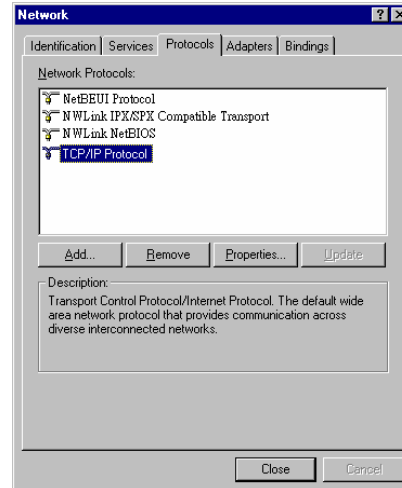 Network
Identification Services Protocols Adapters Bindings
Network Protocols:
NetBEUI Protocol
NWLink IPX/SPX Compatible Transport
NWLink NetBIOS
TCP/IP Protocol
Add... Remove Properties... Update
Description:
Transport Control Protocol/Internet Protocol. The default wide
area network protocol that provides communication across
diverse interconnected networks.
Close Cancel